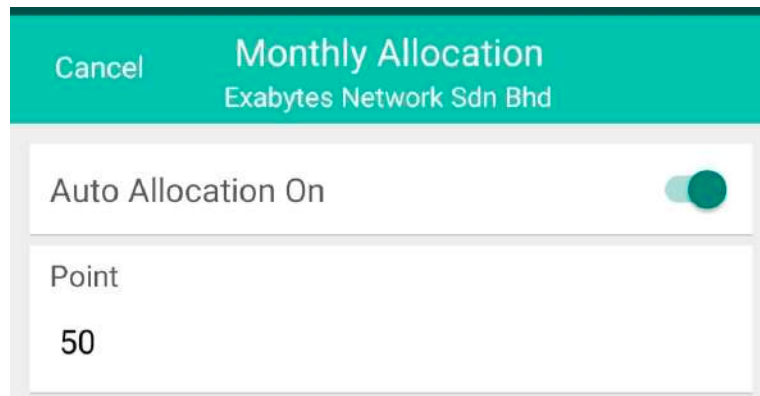 Cancel
Monthly Allocation
Exabytes Network Sdn Bhd
Auto Allocation On
Point
50